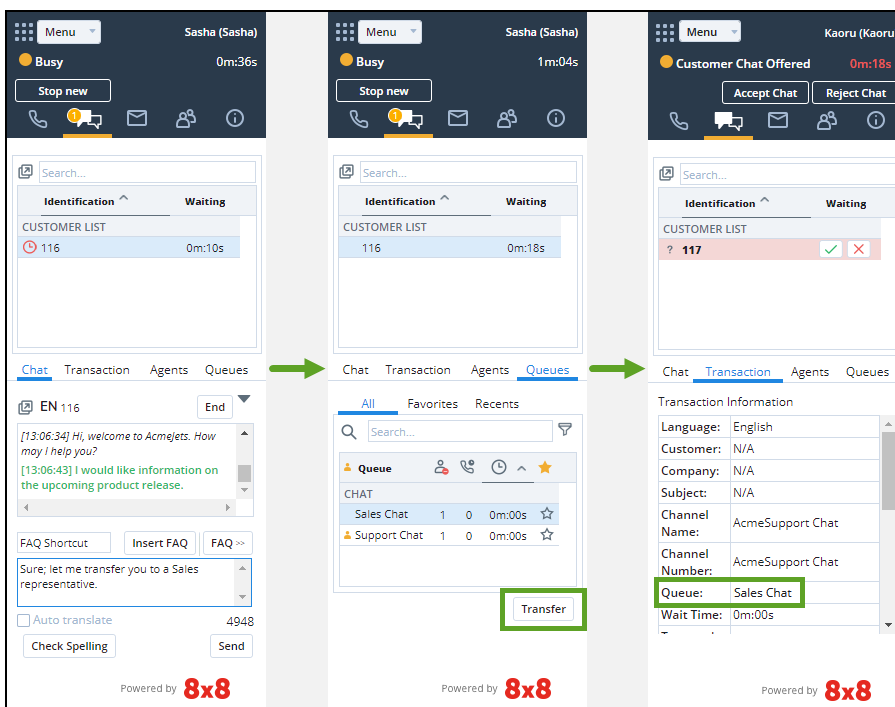 Menu
Sasha (Sasha)
Busy
0m:36s
Stop new
1
Search...
Identification
Waiting
CUSTOMER LIST
116
0m:10s
Chat
Transaction
Agents
Queues
EN 116
End
[13:06:34] Hi, welcome to AcmeJets. How
may I help you?
[13:06:43] I would like information on
the upcoming product release.
FAQ Shortcut
Insert FAQ
FAQ >>
Sure; let me transfer you to a Sales
representative.
Auto translate
4948
Check Spelling
Send
Powered by 8x8
Menu
Sasha (Sasha)
Busy
1m:04s
Stop new
1
Search...
Identification
Waiting
CUSTOMER LIST
116
0m:18s
Chat
Transaction
Agents
Queues
All
Favorites
Recents
Search...
Queue
CHAT
Sales Chat 1 0 0m:00s
Support Chat 1 0 0m:00s
Transfer
Powered by 8x8
Menu
Kaoru (Kaoru
Customer Chat Offered
0m:18s
Accept Chat
Reject Chat
Search...
Identification
Waiting
CUSTOMER LIST
? 117
Chat
Transaction
Agents
Queues
Transaction Information
Language: English
Customer: N/A
Company: N/A
Subject: N/A
Channel
Name: AcmeSupport Chat
Channel
Number: AcmeSupport Chat
Queue: Sales Chat
Wait Time: 0m:00s
Powered by 8x8